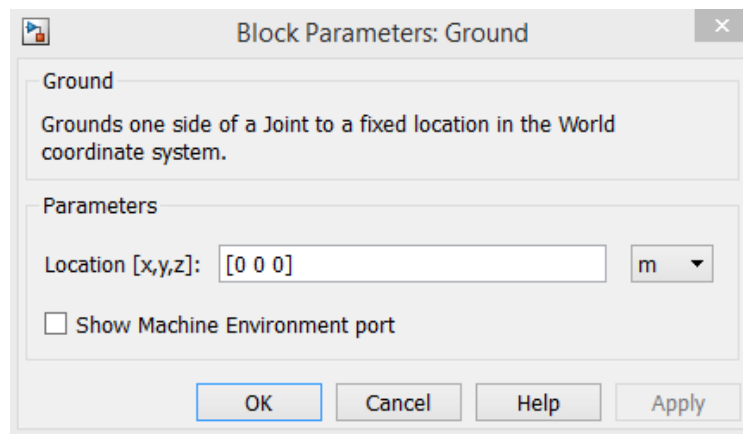 Block Parameters: Ground
Ground
Grounds one side of a Joint to a fixed location in the World
coordinate system.
Parameters
Location [x,y,z]: [0 0 0] m
Show Machine Environment port
OK Cancel Help Apply